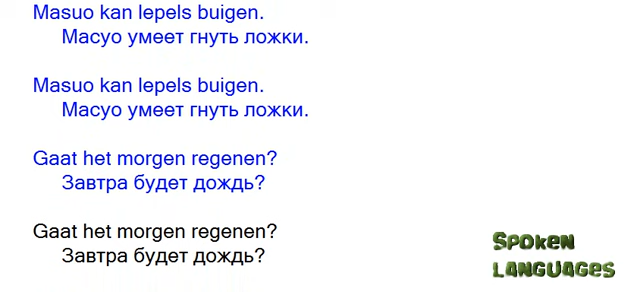 Masuo kan lepels buigen.
Масуо умеет гнуть ложки.
Masuo kan lepels buigen.
Масуо умеет гнуть ложки.
Gaat het morgen regenen?
Завтра будет дождь?
Gaat het morgen regenen?
Завтра будет дождь?
SPOKEN
LANGUAGES